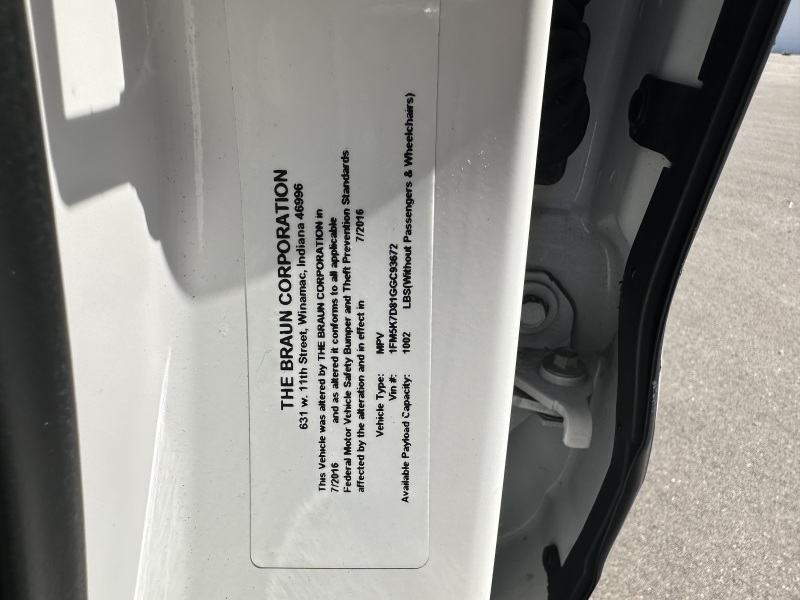 THE BRAUN CORPORATION
631 w. 11th Street, Winamac, Indiana 46996
This Vehicle was altered by THE BRAUN CORPORATION in
7/2016 and as altered it conforms to all applicable
Federal Motor Vehicle Safety Bumper and Theft Prevention Standards
affected by the alteration and in effect in 7/2016
Vehicle Type: MPV
Vin #: 1FM5K7D81GGC93672
Available Payload Capacity: 1002 LBS(Without Passengers & Wheelchairs)